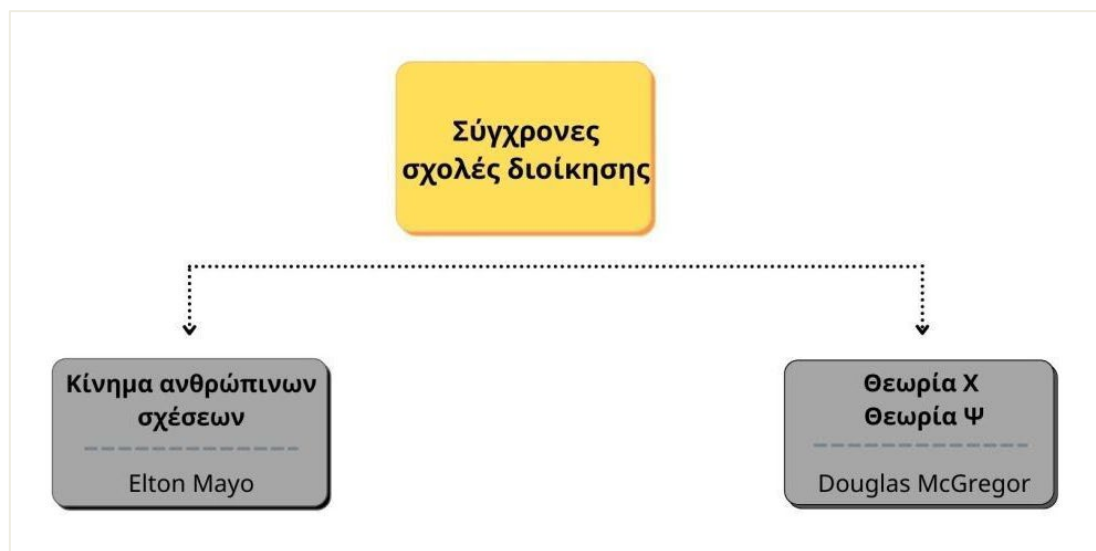 Σύγχρονες
σχολές διοίκησης
Κίνημα ανθρώπινων
σχέσεων
Elton Mayo
Θεωρία Χ
Θεωρία Ψ
Douglas McGregor